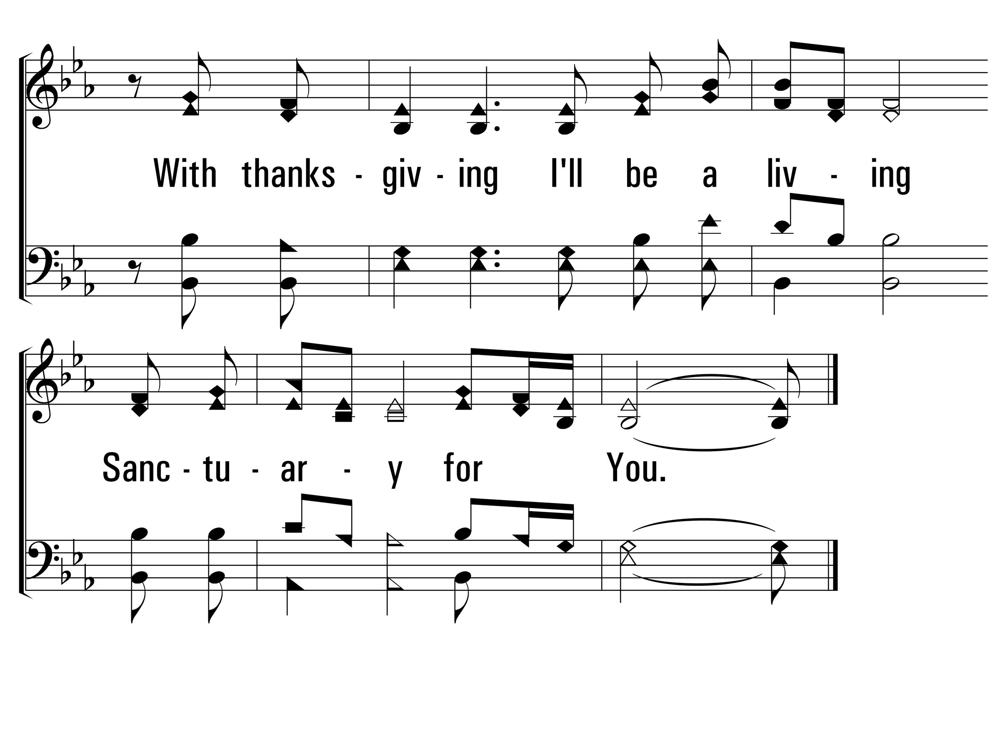 With thanks - giv - ing I'll be a liv - ing
Sanc - tu - ar - y for You.